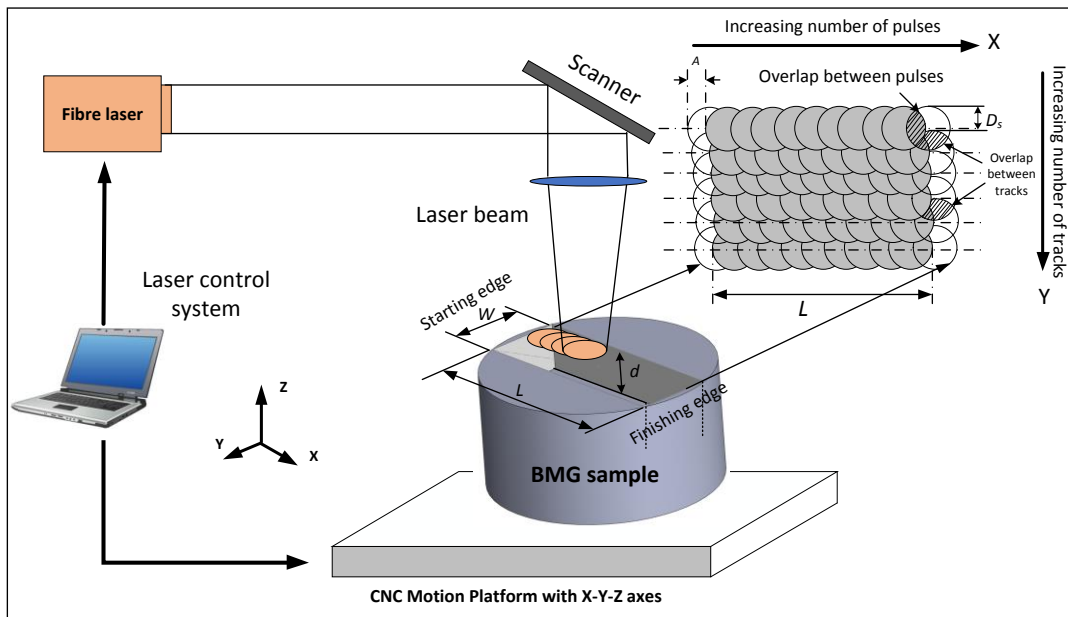 Increasing number of pulses
X
A
Overlap between pulses
Scanner
Fibre laser
D_s
Increasing number of tracks
Overlap
between
tracks
Laser beam
Laser control
system
Y
L
Starting edge
W
d
L
Finishing edge
Z
Y
X
BMG sample
CNC Motion Platform with X-Y-Z axes